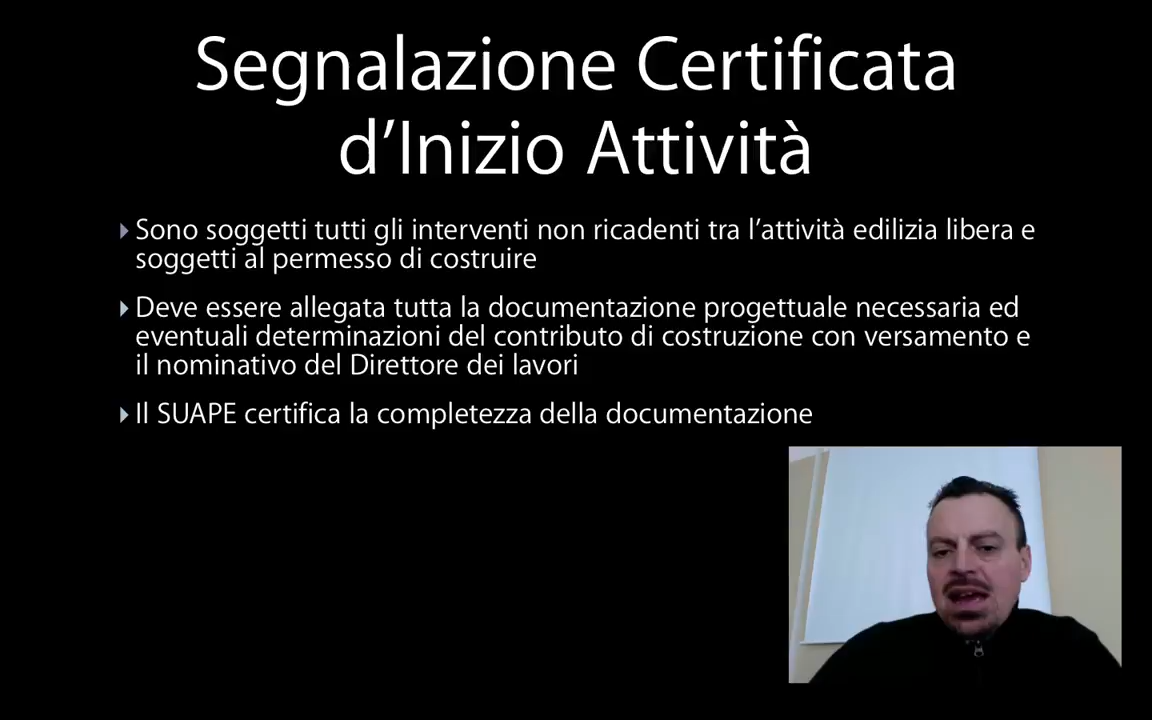 Segnalazione Certificata
d’Inizio Attività
Sono soggetti tutti gli interventi non ricadenti tra l’attività edilizia libera e
soggetti al permesso di costruire
Deve essere allegata tutta la documentazione progettuale necessaria ed
eventuali determinazioni del contributo di costruzione con versamento e
il nominativo del Direttore dei lavori
Il SUAPE certifica la completezza della documentazione